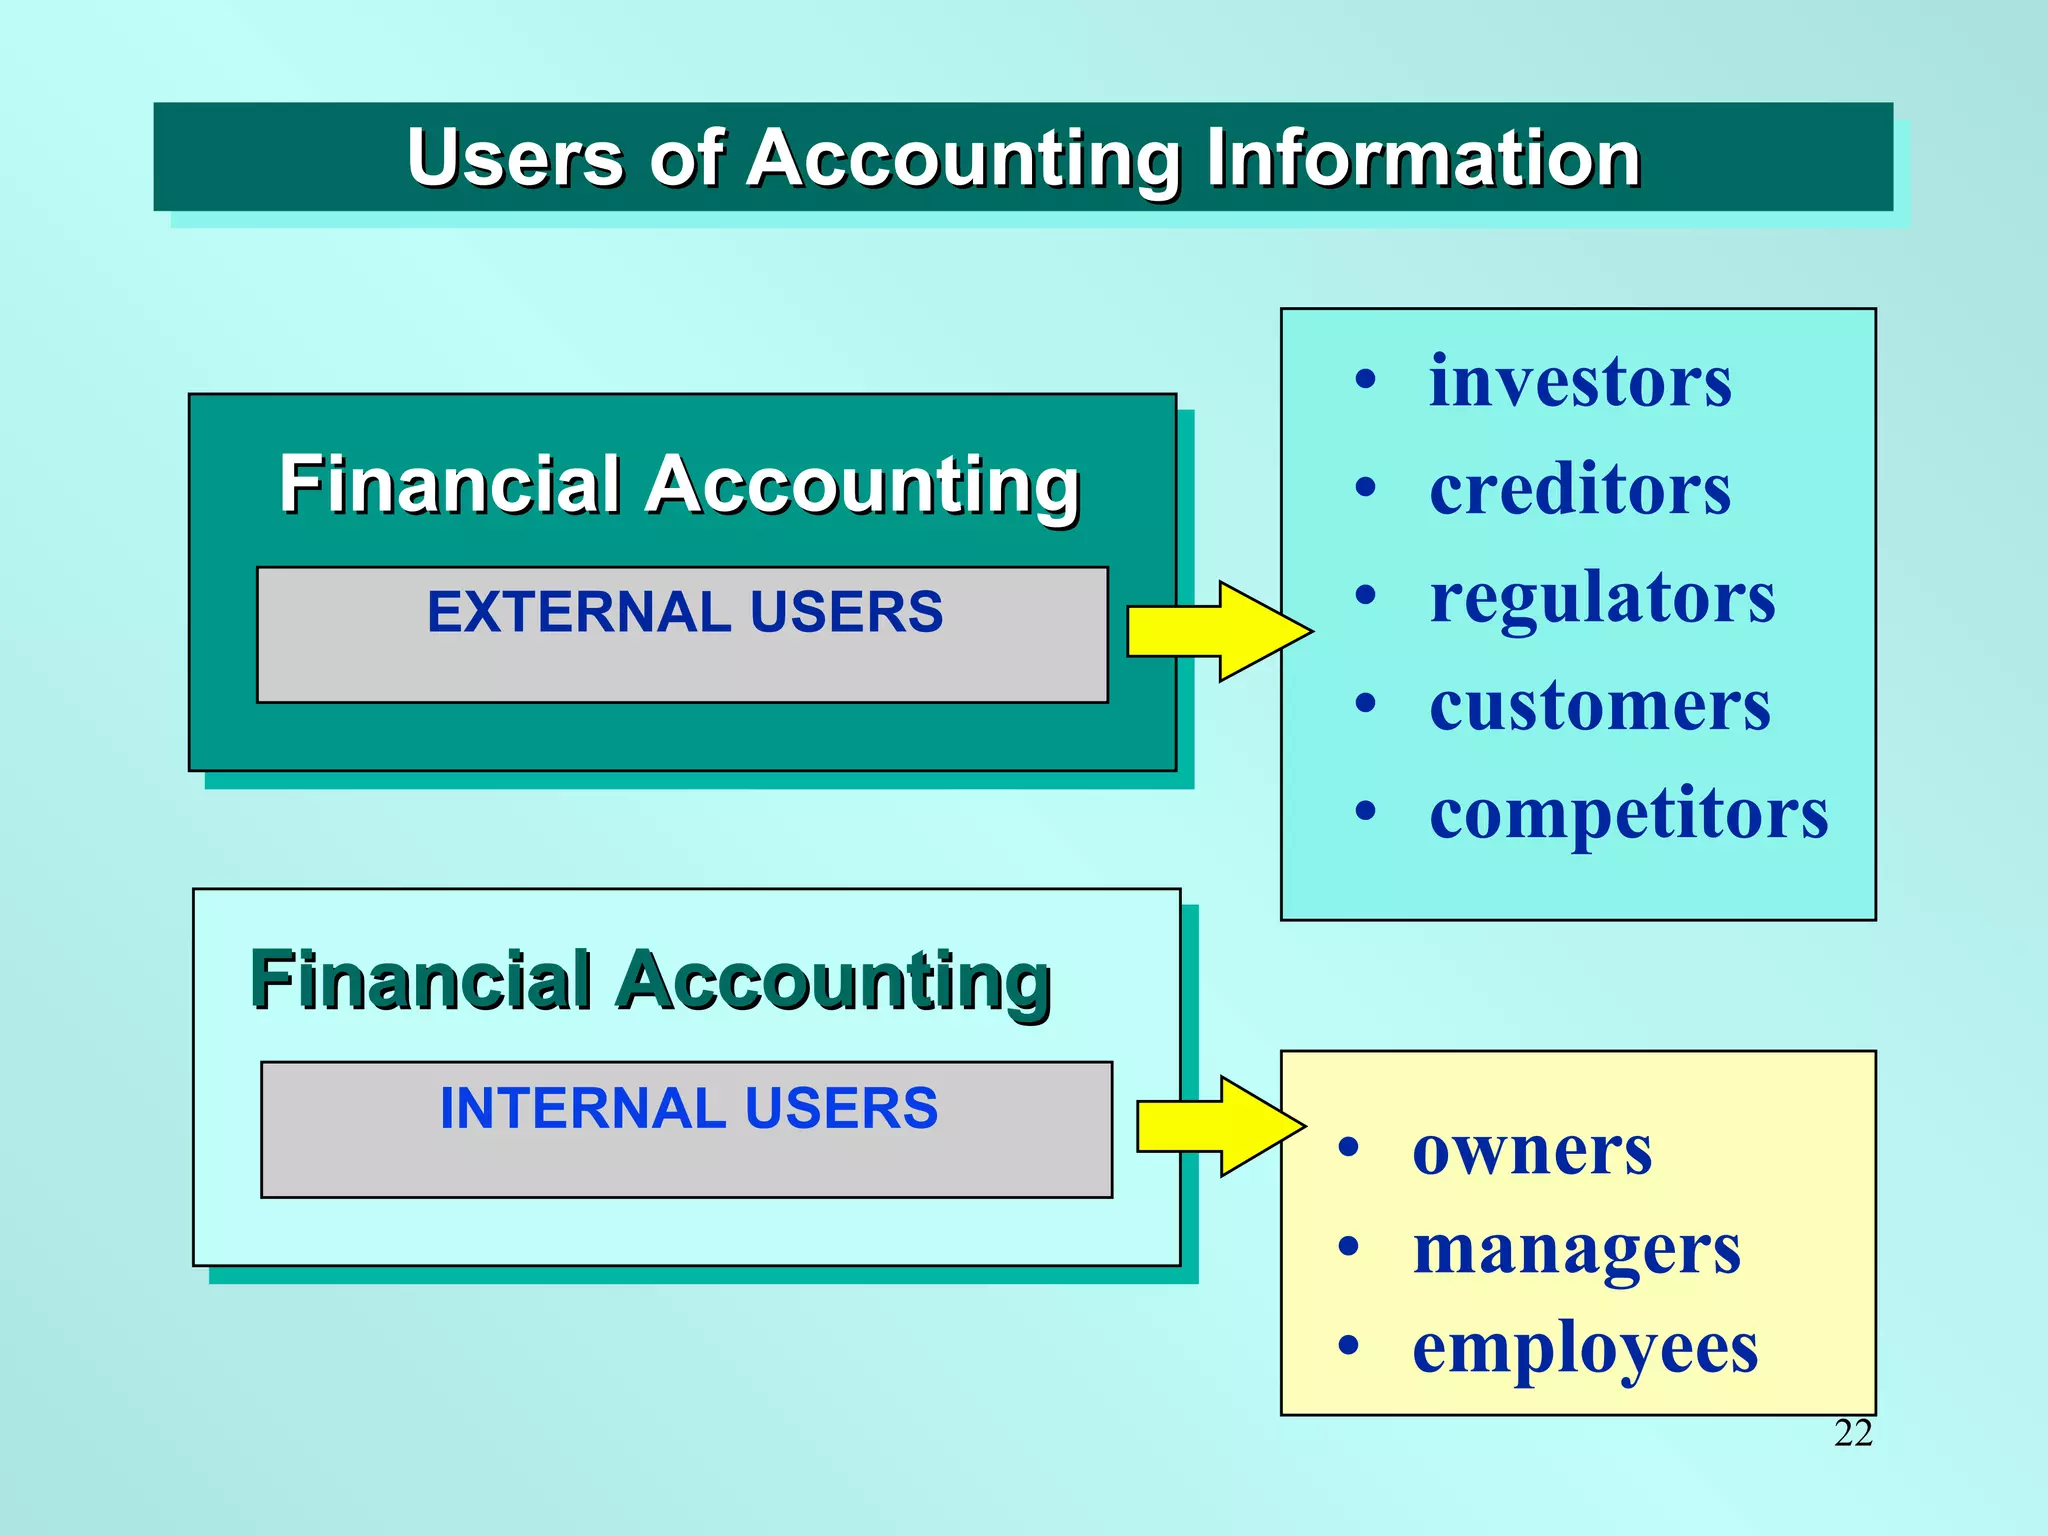 Users of Accounting Information
Financial Accounting
EXTERNAL USERS
• investors
• creditors
• regulators
• customers
• competitors
Financial Accounting
INTERNAL USERS
• owners
• managers
• employees
22